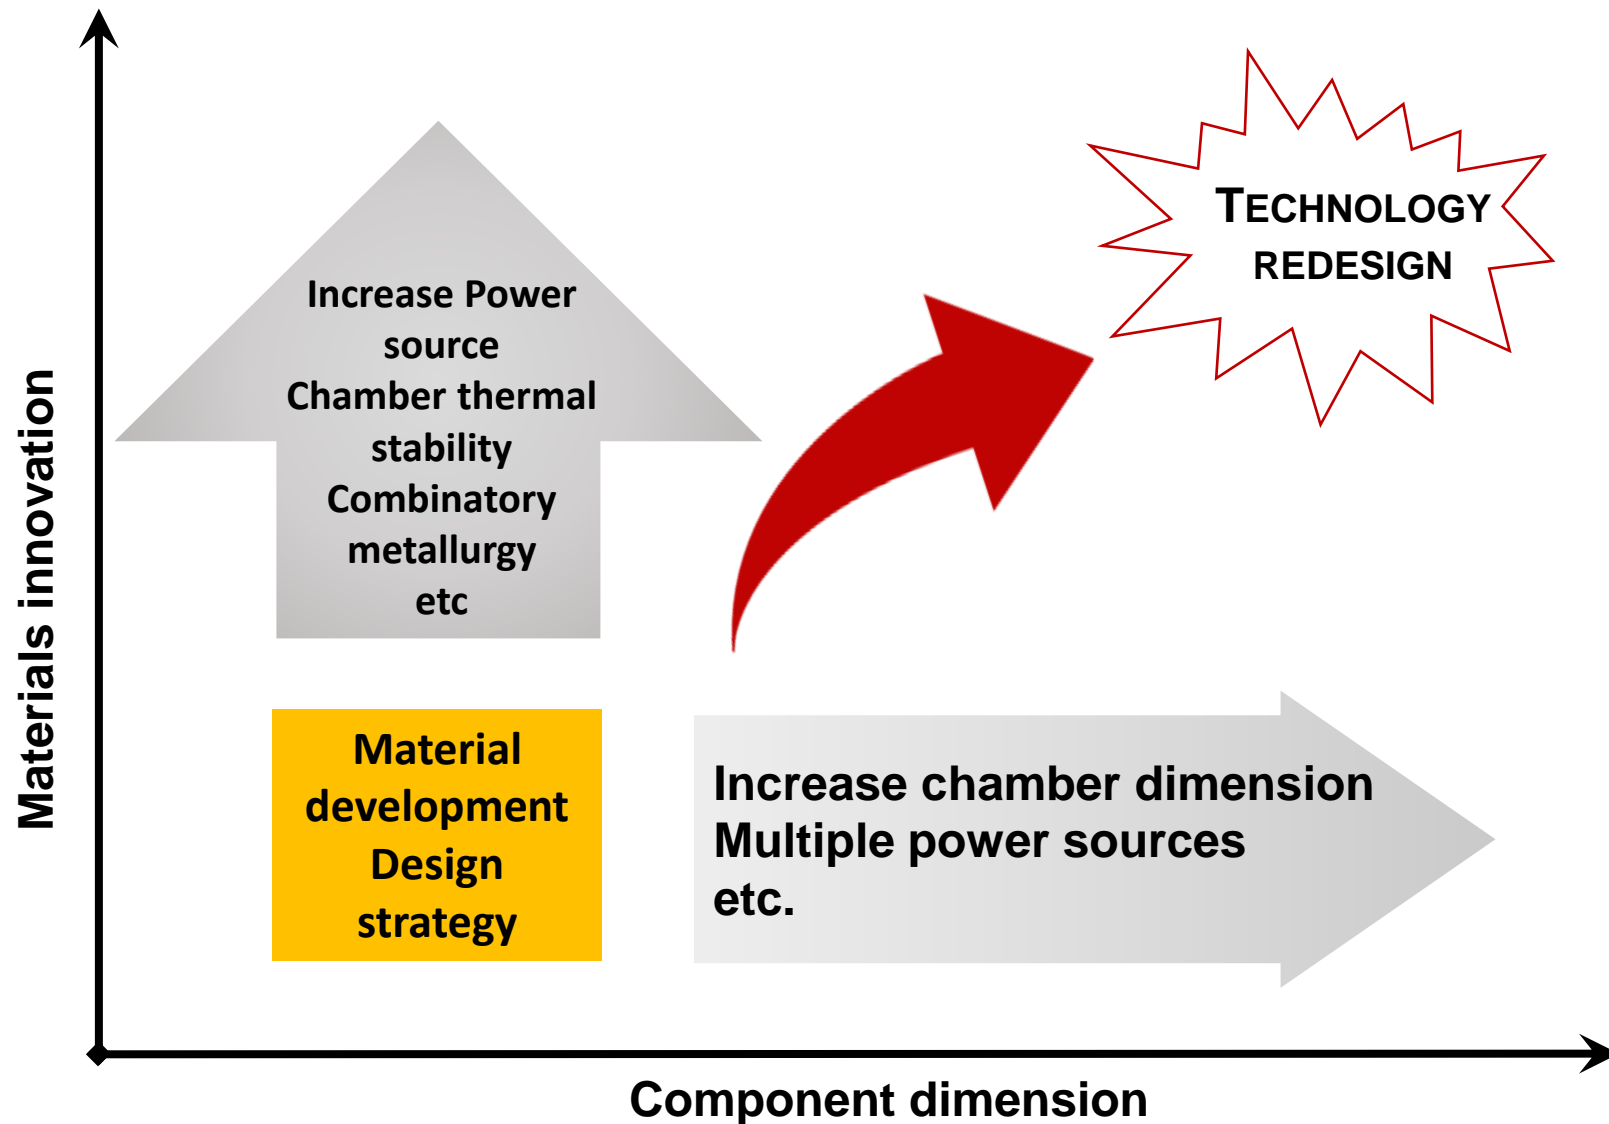 TECHNOLOGY
REDESIGN
Increase Power
source
Chamber thermal
stability
Combinatory
metallurgy
etc
Materials innovation
Material
development
Design
strategy
Increase chamber dimension
Multiple power sources
etc.
Component dimension